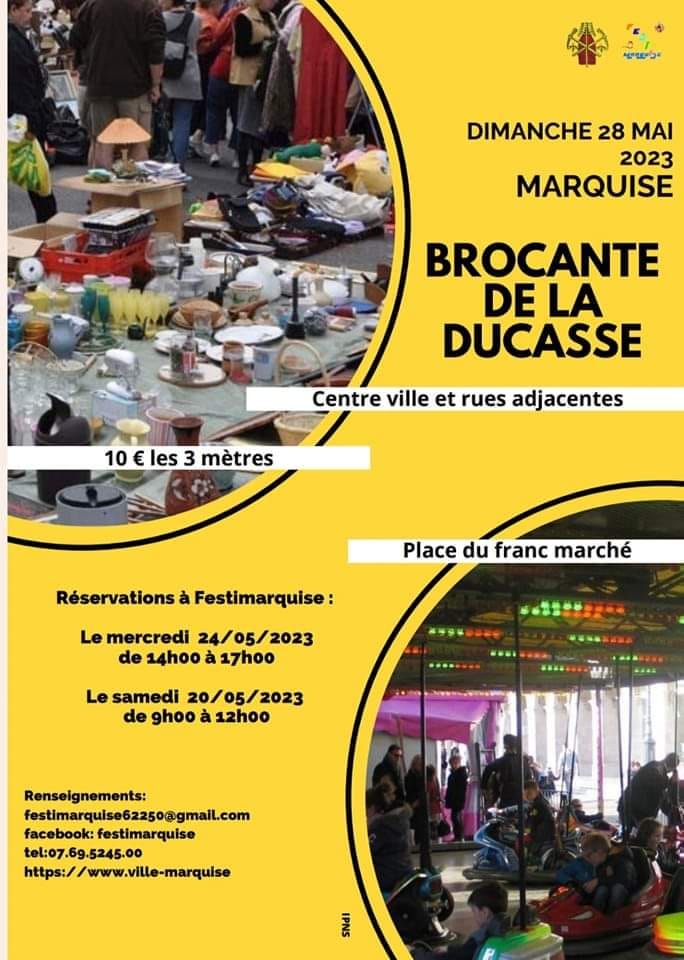 DIMANCHE 28 MAI
2023
MARQUISE
BROCANTE
DE LA
DUCASSE
Centre ville et rues adjacentes
10 € les 3 mètres
Place du franc marché
Réservations à Festimarquise :
Le mercredi 24/05/2023
de 14h00 à 17h00
Le samedi 20/05/2023
de 9h00 à 12h00
Renseignements:
festimarquise62250@gmail.com
facebook: festimarquise
tel:07.69.5245.00
https://www.ville-marquise
IPNS